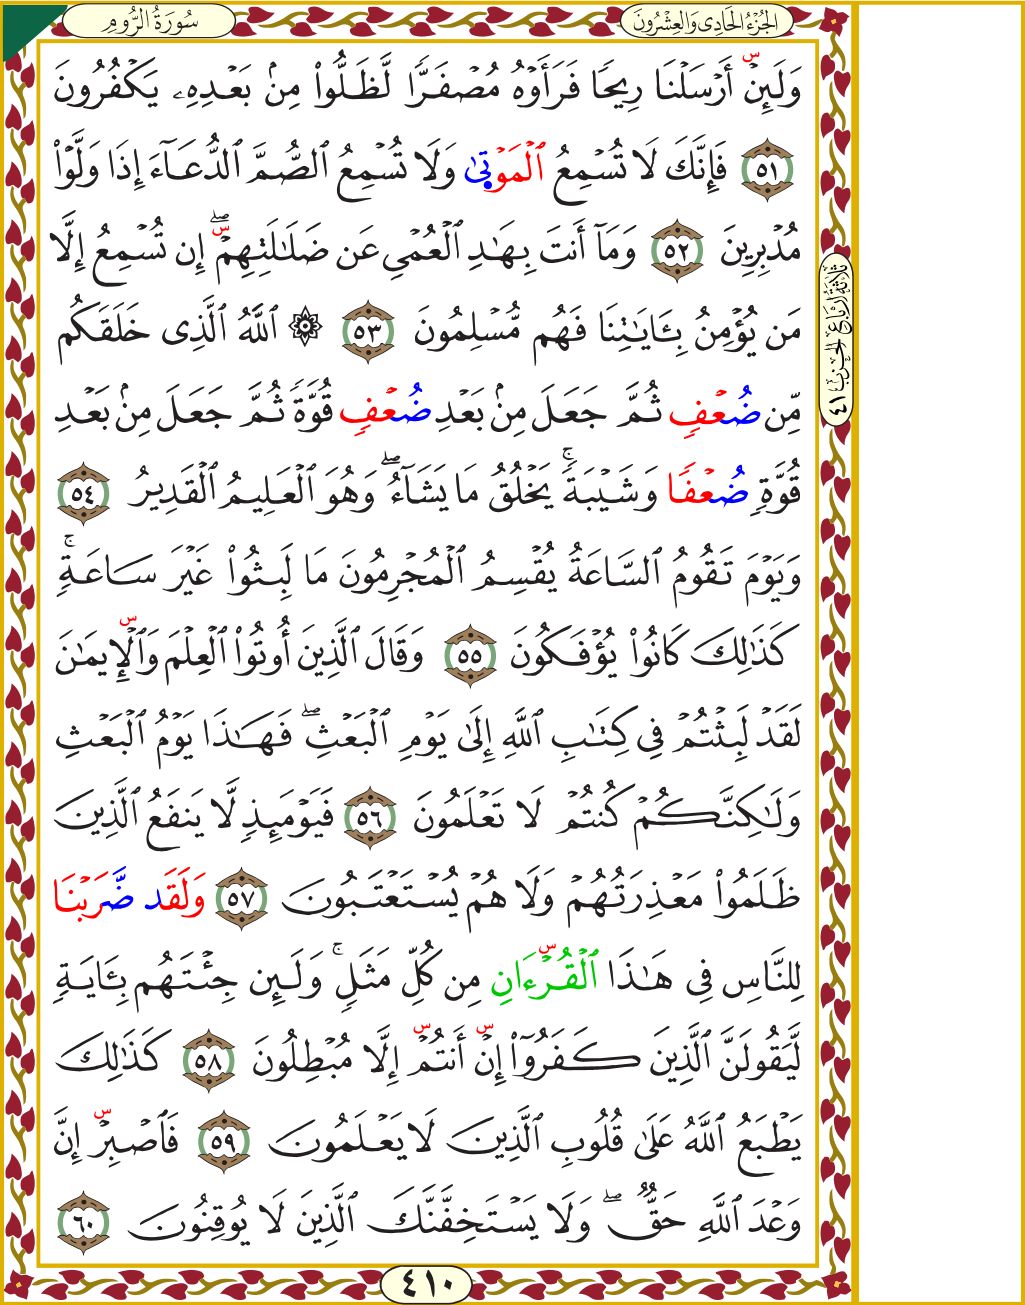 سُورَةُ الرُّومِ
الجُزْءُ الحَادِى وَالعِشْرُونَ
وَلَئِنْ أَرْسَلْنَا رِيحًا فَرَأَوْهُ مُصْفَرًّا لَّظَلُّوا۟ مِنۢ بَعْدِهِۦ يَكْفُرُونَ
٥١ فَإِنَّكَ لَا تُسْمِعُ ٱلْمَوْتَىٰ وَلَا تُسْمِعُ ٱلصُّمَّ ٱلدُّعَآءَ إِذَا وَلَّوْا۟
مُدْبِرِينَ ٥٢ وَمَآ أَنتَ بِهَـٰدِ ٱلْعُمْىِ عَن ضَلَـٰلَتِهِمْ ۖ إِن تُسْمِعُ إِلَّا
مَن يُؤْمِنُ بِـَٔايَـٰتِنَا فَهُم مُّسْلِمُونَ ٥٣ ۞ ٱللَّهُ ٱلَّذِى خَلَقَكُم
مِّن ضُعْفٍ ثُمَّ جَعَلَ مِنۢ بَعْدِ ضُعْفٍ قُوَّةً ثُمَّ جَعَلَ مِنۢ بَعْدِ
قُوَّةٍ ضُعْفًا وَشَيْبَةً ۚ يَخْلُقُ مَا يَشَآءُ ۖ وَهُوَ ٱلْعَلِيمُ ٱلْقَدِيرُ ٥٤
وَيَوْمَ تَقُومُ ٱلسَّاعَةُ يُقْسِمُ ٱلْمُجْرِمُونَ مَا لَبِثُوا۟ غَيْرَ سَاعَةٍ ۚ
كَذَٰلِكَ كَانُوا۟ يُؤْفَكُونَ ٥٥ وَقَالَ ٱلَّذِينَ أُوتُوا۟ ٱلْعِلْمَ وَٱلْإِيمَـٰنَ
لَقَدْ لَبِثْتُمْ فِى كِتَـٰبِ ٱللَّهِ إِلَىٰ يَوْمِ ٱلْبَعْثِ ۖ فَهَـٰذَا يَوْمُ ٱلْبَعْثِ
وَلَـٰكِنَّكُمْ كُنتُمْ لَا تَعْلَمُونَ ٥٦ فَيَوْمَئِذٍ لَّا يَنفَعُ ٱلَّذِينَ
ظَلَمُوا۟ مَعْذِرَتُهُمْ وَلَا هُمْ يُسْتَعْتَبُونَ ٥٧ وَلَقَد ضَّرَبْنَا
لِلنَّاسِ فِى هَـٰذَا ٱلْقُرْءَانِ مِن كُلِّ مَثَلٍ ۚ وَلَئِن جِئْتَهُم بِـَٔايَةٍ
لَّيَقُولَنَّ ٱلَّذِينَ كَفَرُوٓا۟ إِنْ أَنتُمْ إِلَّا مُبْطِلُونَ ٥٨ كَذَٰلِكَ
يَطْبَعُ ٱللَّهُ عَلَىٰ قُلُوبِ ٱلَّذِينَ لَا يَعْلَمُونَ ٥٩ فَٱصْبِرْ إِنَّ
وَعْدَ ٱللَّهِ حَقٌّ ۖ وَلَا يَسْتَخِفَّنَّكَ ٱلَّذِينَ لَا يُوقِنُونَ ٦٠
ثلاثة أرباع الحزب ٤١
٤١٠